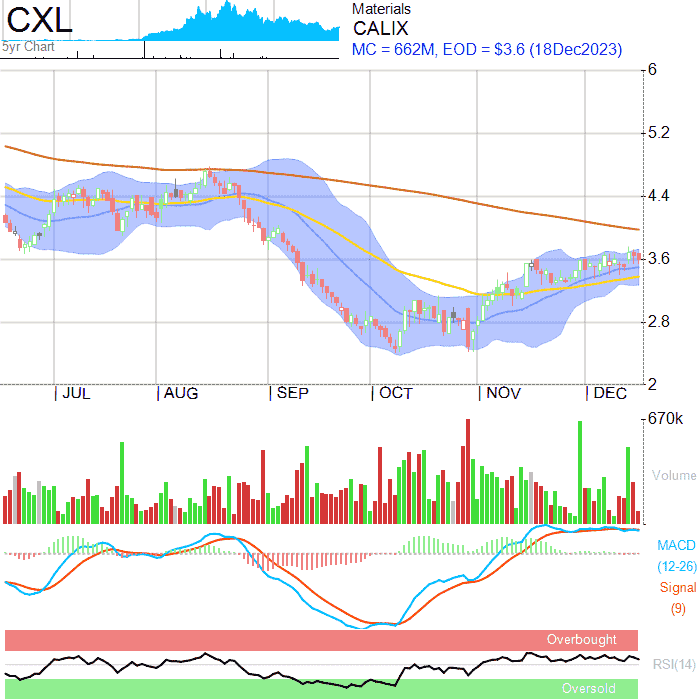 CXL
5yr Chart
Materials
CALIX
MC = 662M, EOD = $3.6 (18Dec2023)
6
5.2
4.4
3.6
2.8
2
JUL AUG SEP OCT NOV DEC
670k
Volume
MACD
(12-26)
Signal
(9)
Overbought
RSI(14)
Oversold